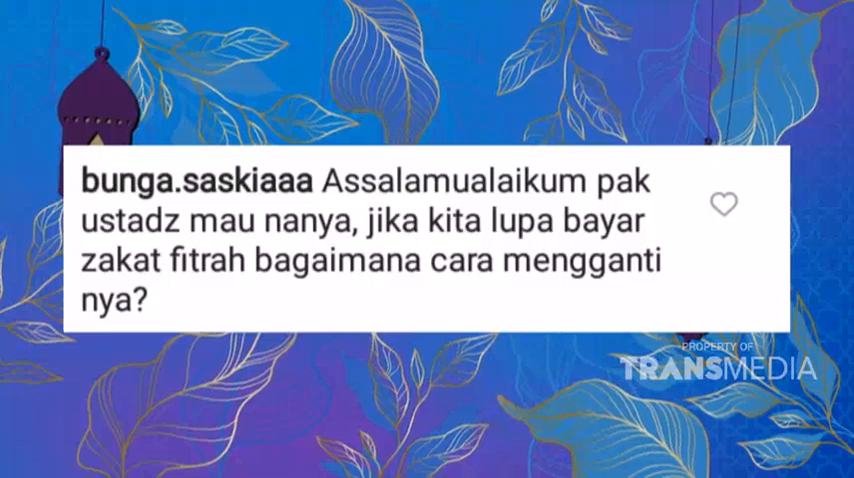 bunga.saskiaaa Assalamualaikum pak
ustadz mau nanya, jika kita lupa bayar
zakat fitrah bagaimana cara mengganti
nya?
PROPERTY OF
TRANSMEDIA